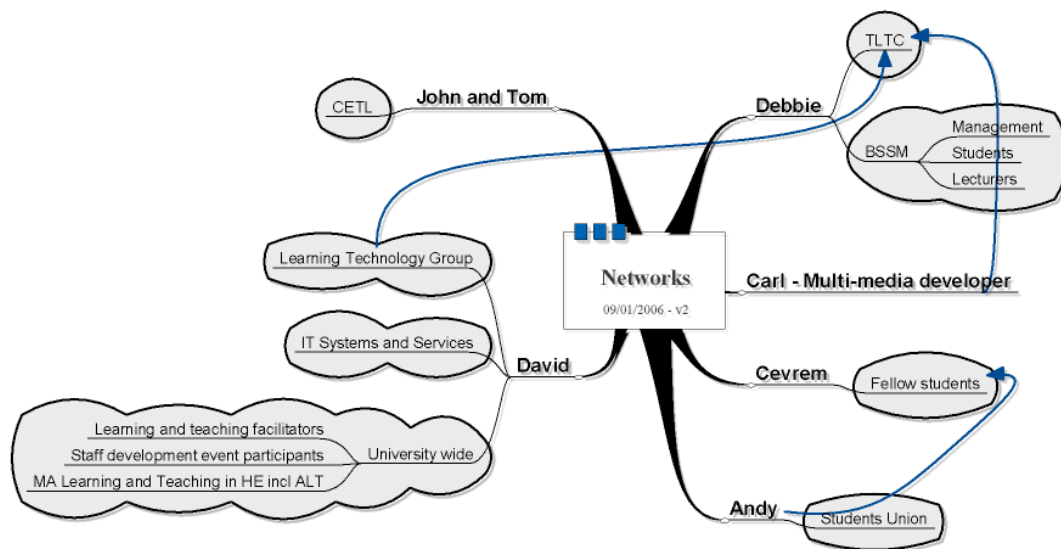 TLTC
CETL
John and Tom
Debbie
Management
BSSM
Students
Lecturers
Learning Technology Group
Networks
09/01/2006 - v2
Carl - Multi-media developer
IT Systems and Services
David
Cevrem
Fellow students
Learning and teaching facilitators
Staff development event participants
University wide
MA Learning and Teaching in HE incl ALT
Andy
Students Union